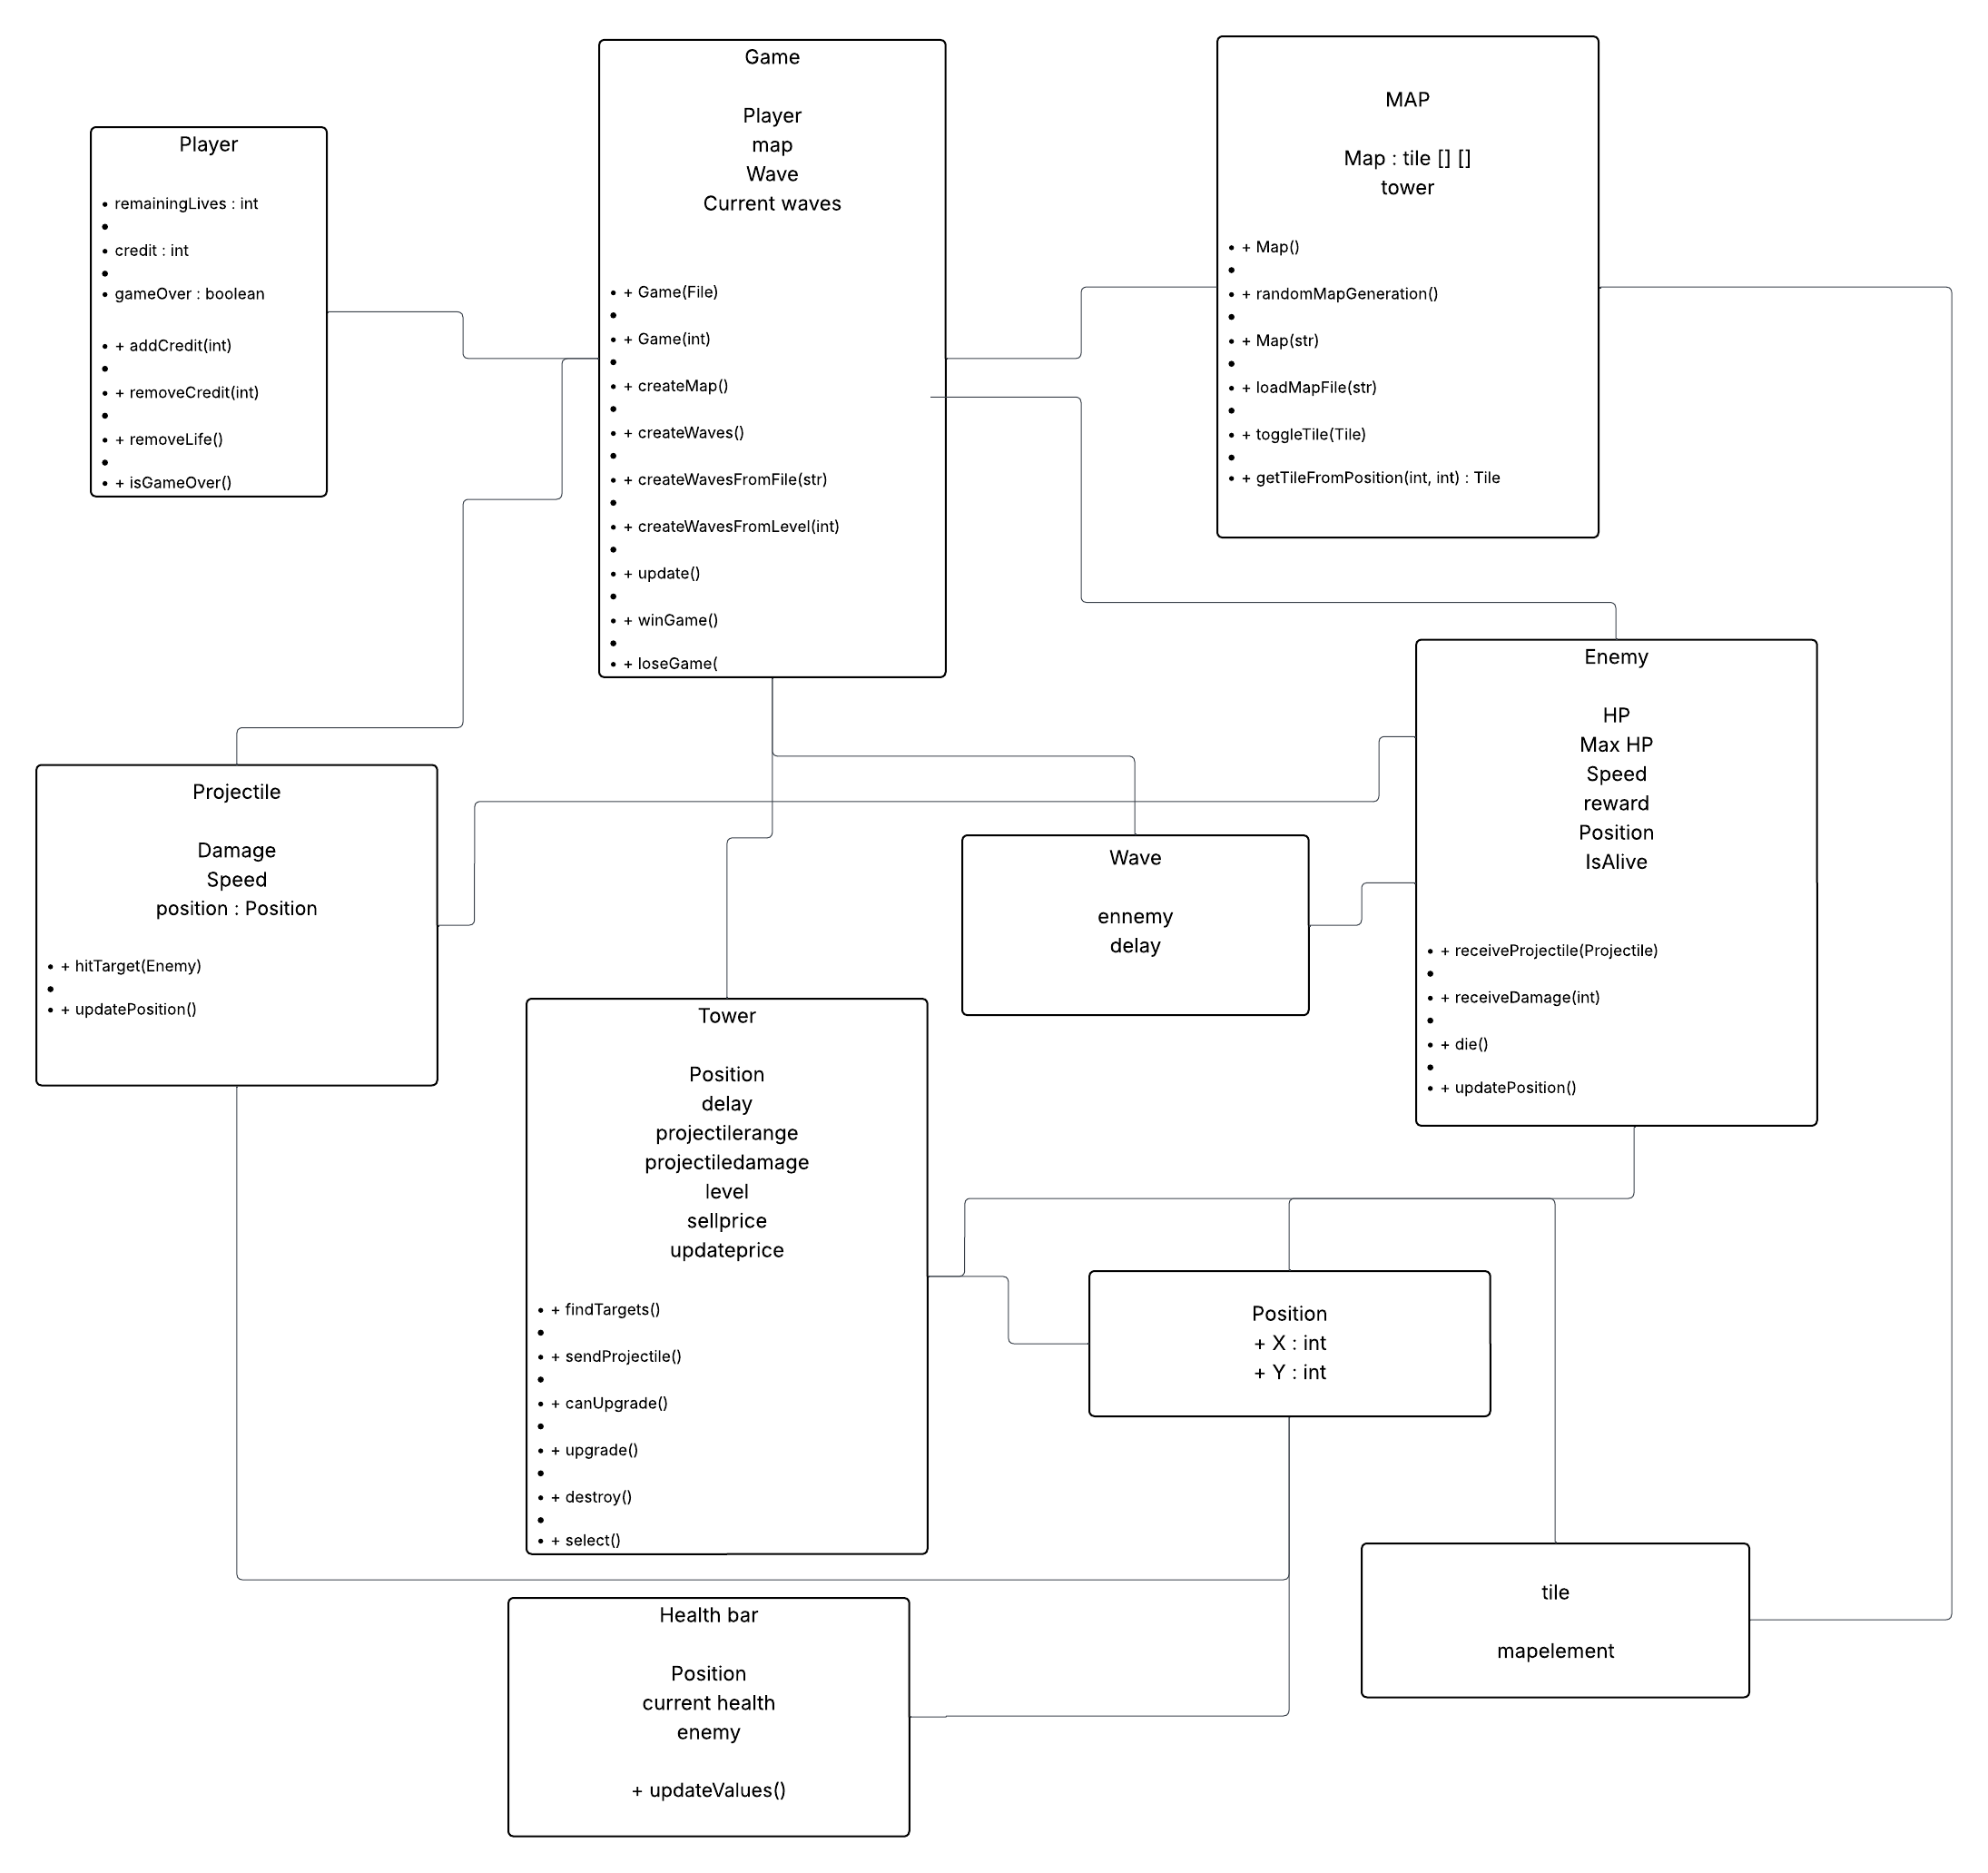 Game
Player
map
Wave
Current waves
+ Game(File)
+ Game(int)
+ createMap()
+ createWaves()
+ createWavesFromFile(str)
+ createWavesFromLevel(int)
+ update()
+ winGame()
+ loseGame(
MAP
Map : tile [] []
tower
+ Map()
+ randomMapGeneration()
+ Map(str)
+ loadMapFile(str)
+ toggleTile(Tile)
+ getTileFromPosition(int, int) : Tile
Player
remainingLives : int
credit : int
gameOver : boolean
+ addCredit(int)
+ removeCredit(int)
+ removeLife()
+ isGameOver()
Enemy
HP
Max HP
Speed
reward
Position
IsAlive
+ receiveProjectile(Projectile)
+ receiveDamage(int)
+ die()
+ updatePosition()
Projectile
Damage
Speed
position : Position
+ hitTarget(Enemy)
+ updatePosition()
Wave
ennemy
delay
Tower
Position
delay
projectilerange
projectiledamage
level
sellprice
updateprice
+ findTargets()
+ sendProjectile()
+ canUpgrade()
+ upgrade()
+ destroy()
+ select()
Position
+ X : int
+ Y : int
tile
mapelement
Health bar
Position
current health
enemy
+ updateValues()